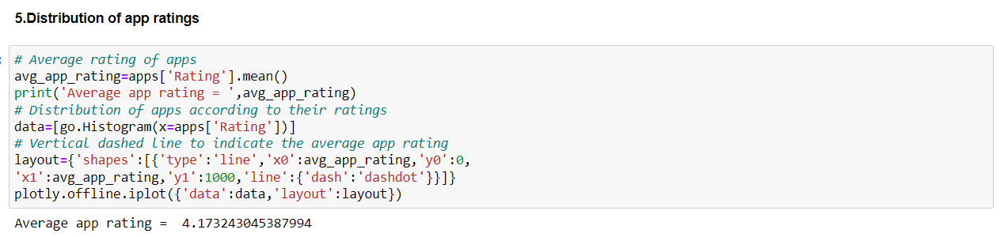 5.Distribution of app ratings
# Average rating of apps
avg_app_rating=apps['Rating'].mean()
print('Average app rating = ',avg_app_rating)
# Distribution of apps according to their ratings
data=[go.Histogram(x=apps['Rating'])]
# Vertical dashed line to indicate the average app rating
layout={'shapes':[{'type':'line','x0':avg_app_rating,'y0':0,
'x1':avg_app_rating,'y1':1000,'line':{'dash':'dashdot'}}]}
plotly.offline.iplot({'data':data,'layout':layout})
Average app rating =  4.173243045387994